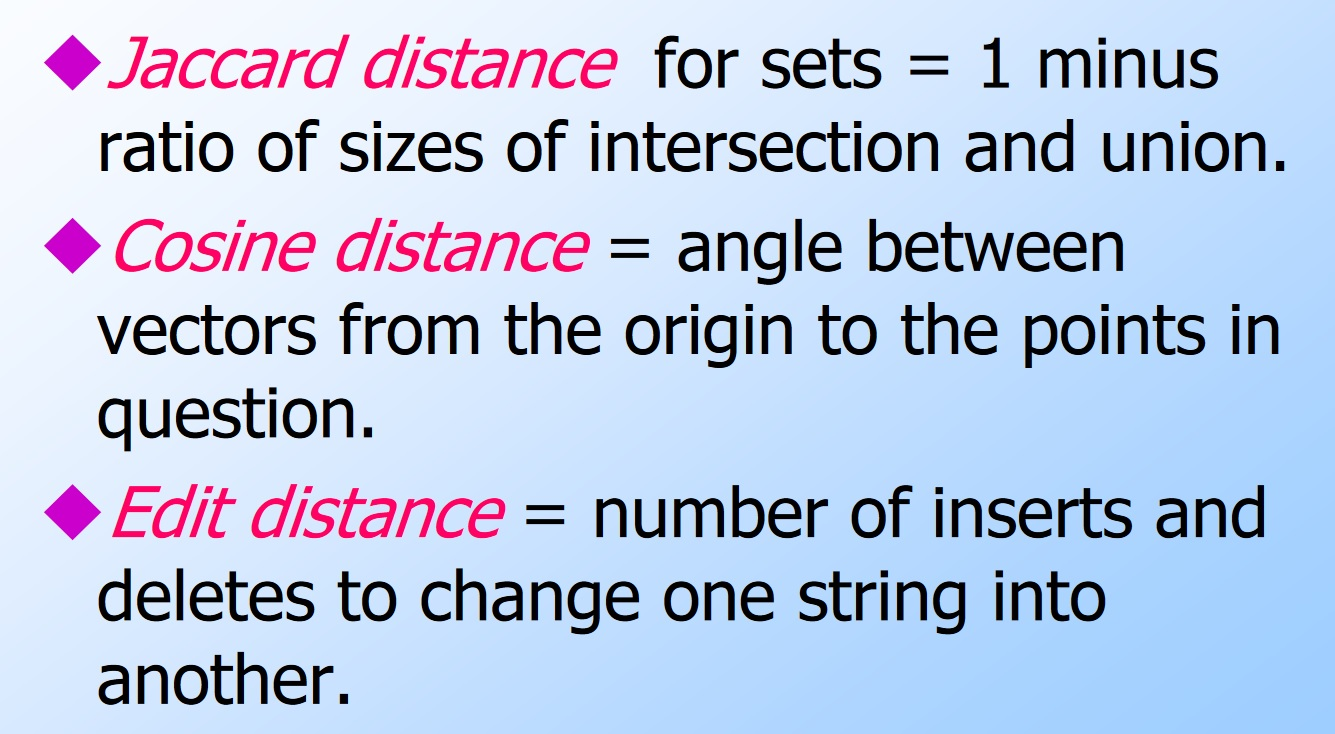 ◆Jaccard distance for sets = 1 minus
ratio of sizes of intersection and union.
◆Cosine distance = angle between
vectors from the origin to the points in
question.
◆Edit distance = number of inserts and
deletes to change one string into
another.